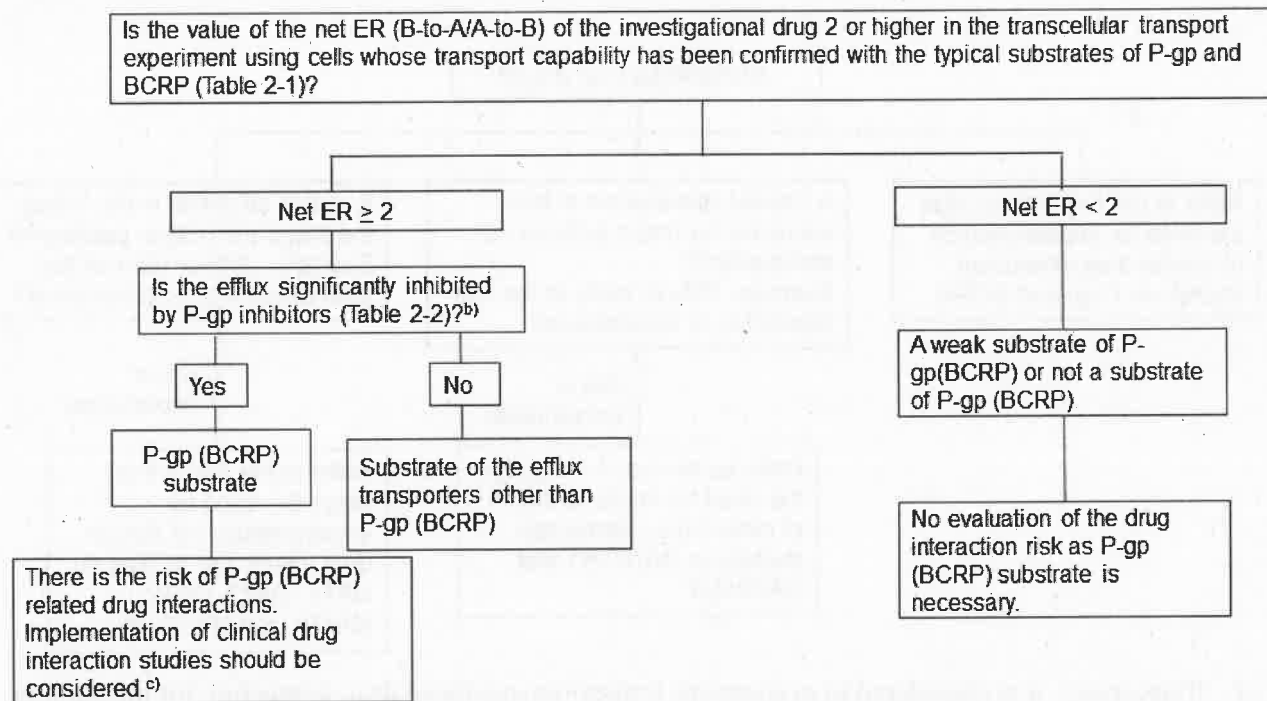 Is the value of the net ER (B-to-A/A-to-B) of the investigational drug 2 or higher in the transcellular transport
experiment using cells whose transport capability has been confirmed with the typical substrates of P-gp and
BCRP (Table 2-1)?
Net ER ≥ 2
Net ER < 2
Is the efflux significantly inhibited
by P-gp inhibitors (Table 2-2)?b)
A weak substrate of P-
gp(BCRP) or not a substrate
of P-gp (BCRP)
Yes
No
P-gp (BCRP)
substrate
Substrate of the efflux
transporters other than
P-gp (BCRP)
No evaluation of the drug
interaction risk as P-gp
(BCRP) substrate is
necessary.
There is the risk of P-gp (BCRP)
related drug interactions.
Implementation of clinical drug
interaction studies should be
considered.c)